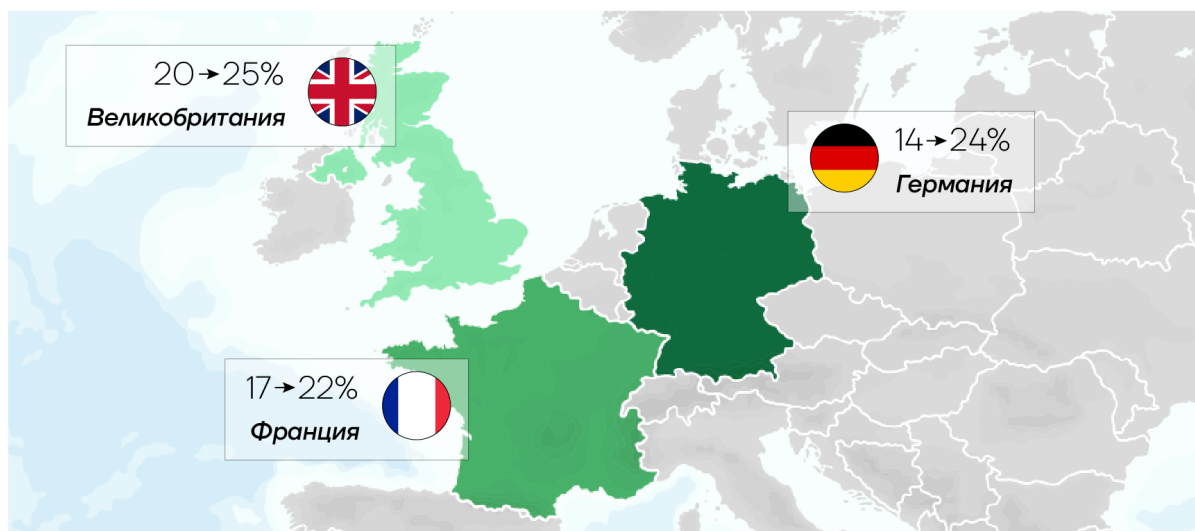 20→25%
Великобритания
14→24%
Германия
17→22%
Франция